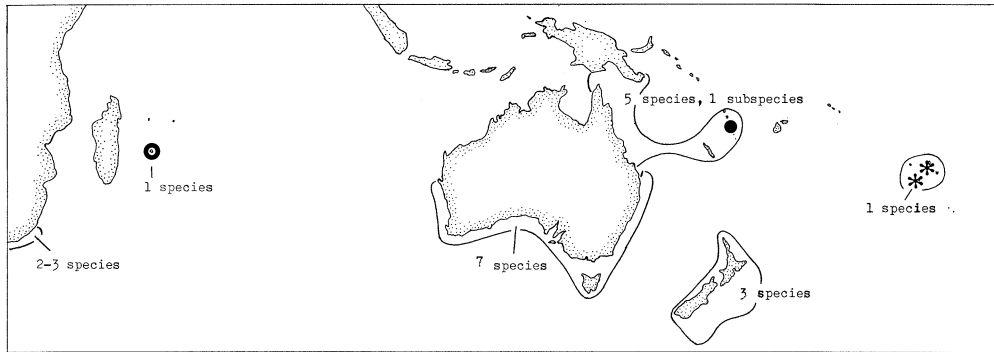 5 species, 1 subspecies
1 species
1 species
2-3 species
7 species
3 species